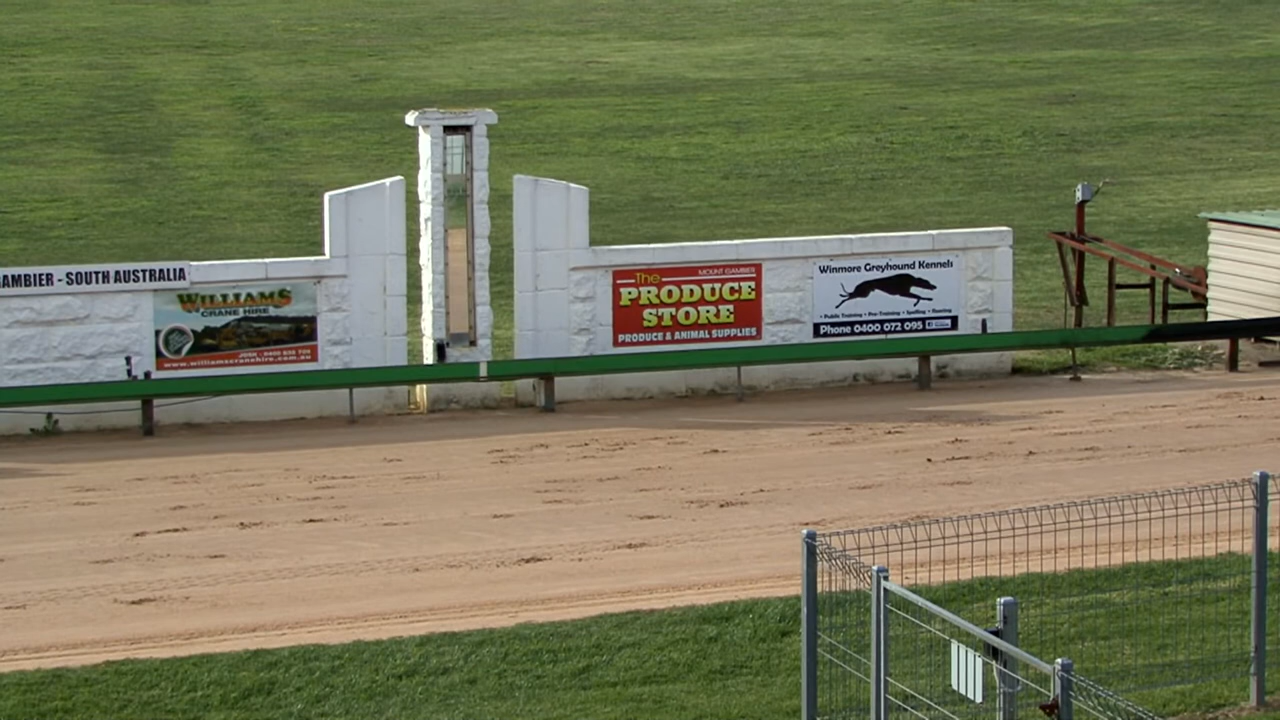 GAMBIER - SOUTH AUSTRALIA
WILLIAMS
CRANE HIRE
www.williamscranehire.com.au
MOUNT GAMBIER
The
PRODUCE
STORE
PRODUCE & ANIMAL SUPPLIES
Winmore Greyhound Kennels
• Public Training • Pre-Training • Spelling • Rearing
Phone 0400 072 095